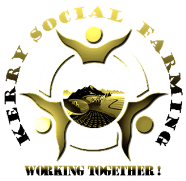 KERRY SOCIAL FARMING
WORKING TOGETHER !